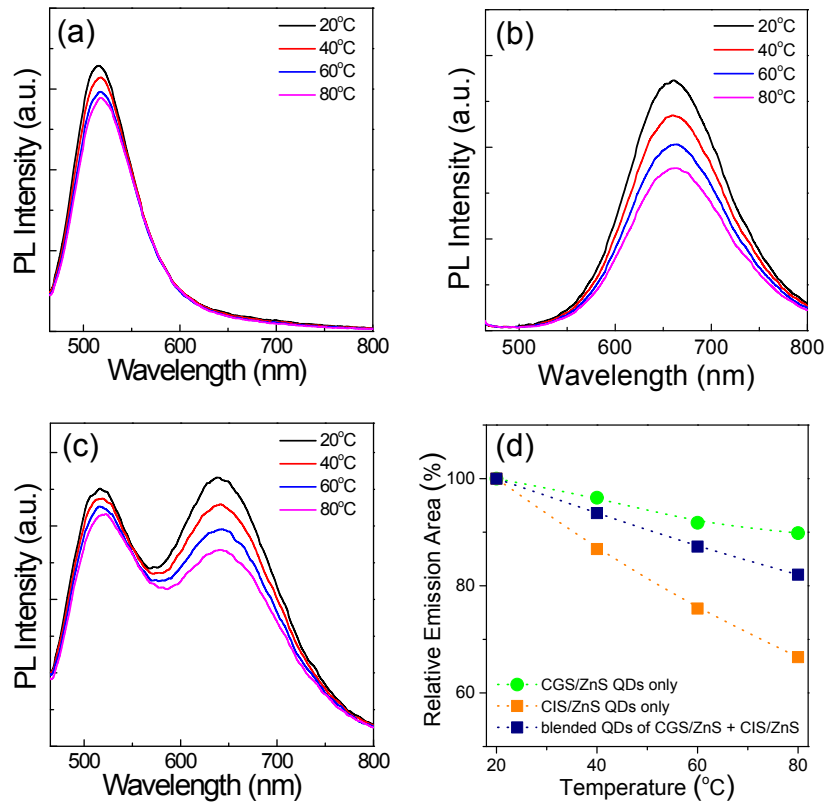 (a)
20°C
40°C
60°C
80°C
PL Intensity (a.u.)
500 600 700 800
Wavelength (nm)
(b)
20°C
40°C
60°C
80°C
PL Intensity (a.u.)
500 600 700 800
Wavelength (nm)
(c)
20°C
40°C
60°C
80°C
PL Intensity (a.u.)
500 600 700 800
Wavelength (nm)
(d)
100
80
60
Relative Emission Area (%)
CGS/ZnS QDs only
CIS/ZnS QDs only
blended QDs of CGS/ZnS + CIS/ZnS
20 40 60 80
Temperature (°C)